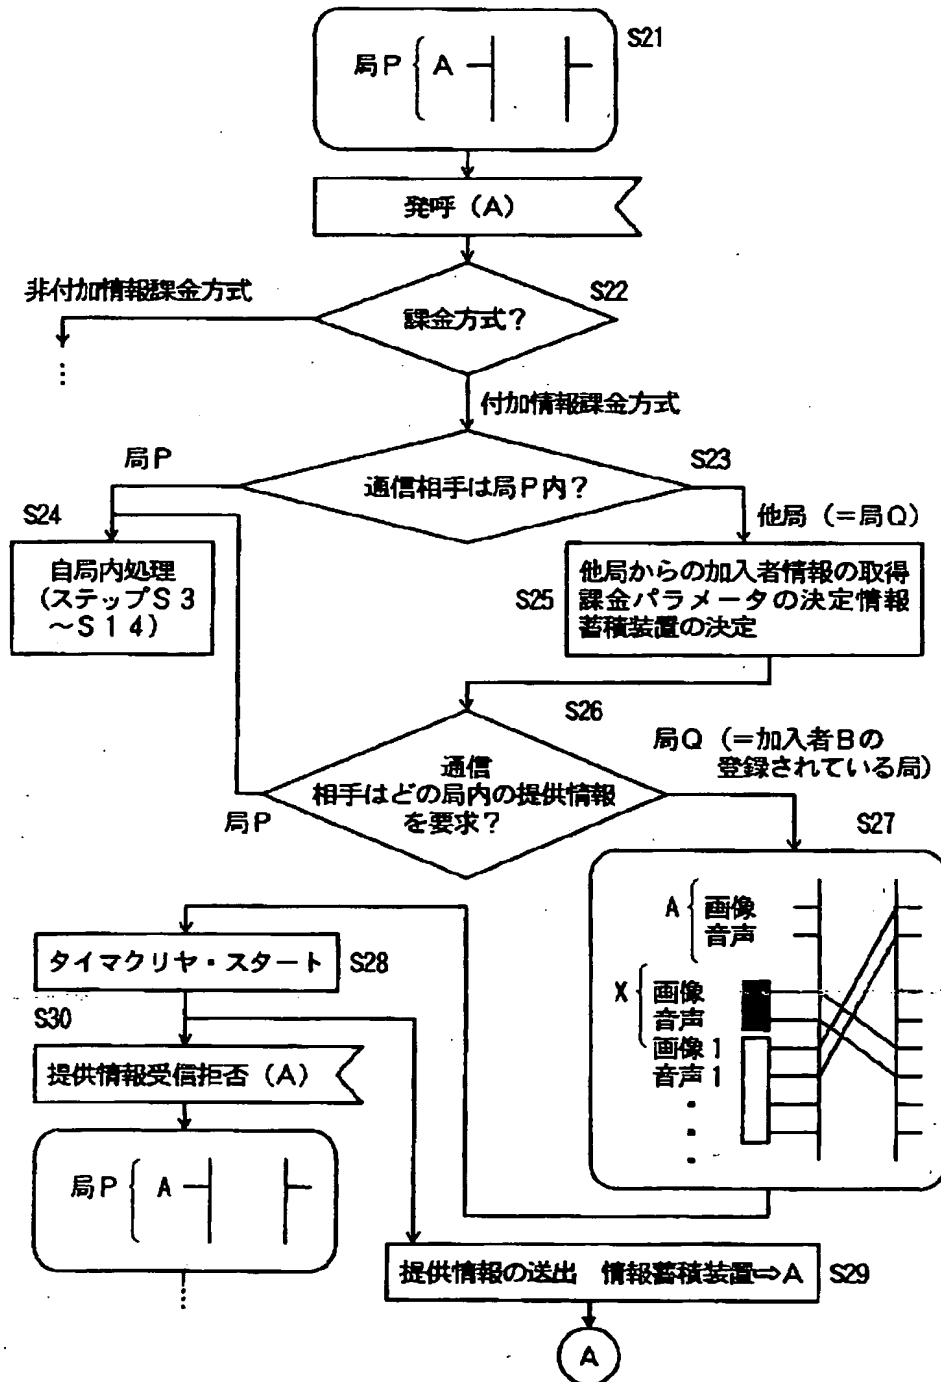 S21
局P { A
発呼（A）
非付加情報課金方式
S22
課金方式？
⋮
付加情報課金方式
局P
S23
通信相手は局P内？
S24
他局（＝局Q）
自局内処理
（ステップS3
～S14）
S25
他局からの加入者情報の取得
課金パラメータの決定情報
蓄積装置の決定
S26
局Q（＝加入者Bの
登録されている局）
通信
相手はどの局内の提供情報
を要求？
局P
S27
A { 画像
音声
X { 画像
音声
画像1
音声1
・
・
・
タイマクリヤ・スタート
S28
S30
提供情報受信拒否（A）
局P { A
⋮
提供情報の送出　情報蓄積装置⇒A
S29
A